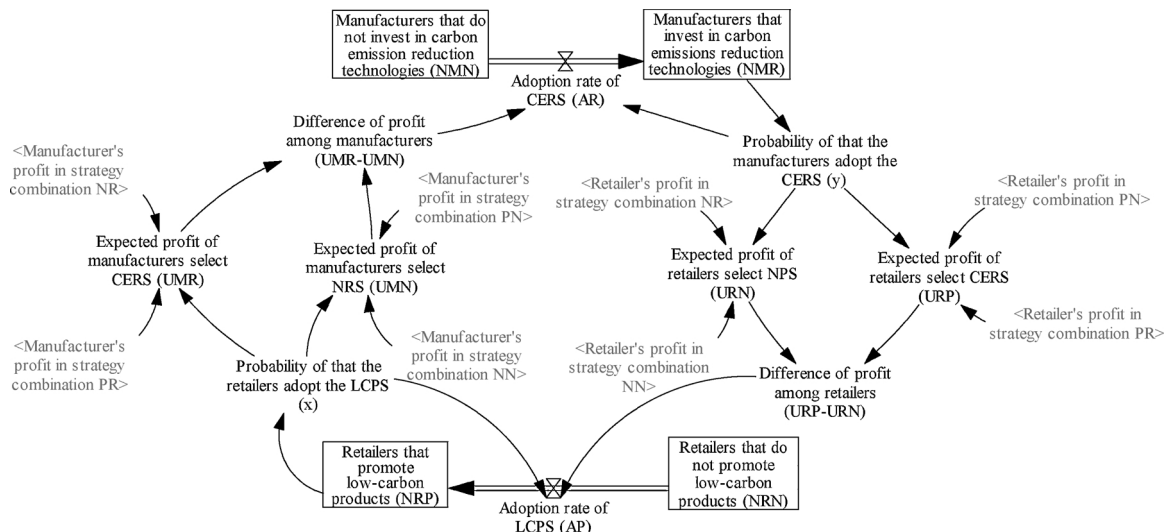 Manufacturers that do
not invest in carbon
emission reduction
technologies (NMN)
Manufacturers that
invest in carbon
emissions reduction
technologies (NMR)
Adoption rate of
CERS (AR)
Difference of profit
among manufacturers
(UMR-UMN)
Probability of that the
manufacturers adopt the
CERS (y)
<Manufacturer's
profit in strategy
combination NR>
<Manufacturer's
profit in strategy
combination PN>
<Retailer's profit in
strategy combination NR>
<Retailer's profit in
strategy combination PN>
Expected profit of
manufacturers select
CERS (UMR)
Expected profit of
manufacturers select
NRS (UMN)
Expected profit of
retailers select NPS
(URN)
Expected profit of
retailers select CERS
(URP)
<Manufacturer's
profit in strategy
combination PR>
<Manufacturer's
profit in strategy
combination NN>
<Retailer's profit in
strategy combination
NN>
<Retailer's profit in
strategy combination PR>
Probability of that the
retailers adopt the LCPS
(x)
Difference of profit
among retailers
(URP-URN)
Retailers that
promote
low-carbon
products (NRP)
Adoption rate of
LCPS (AP)
Retailers that do
not promote
low-carbon
products (NRN)